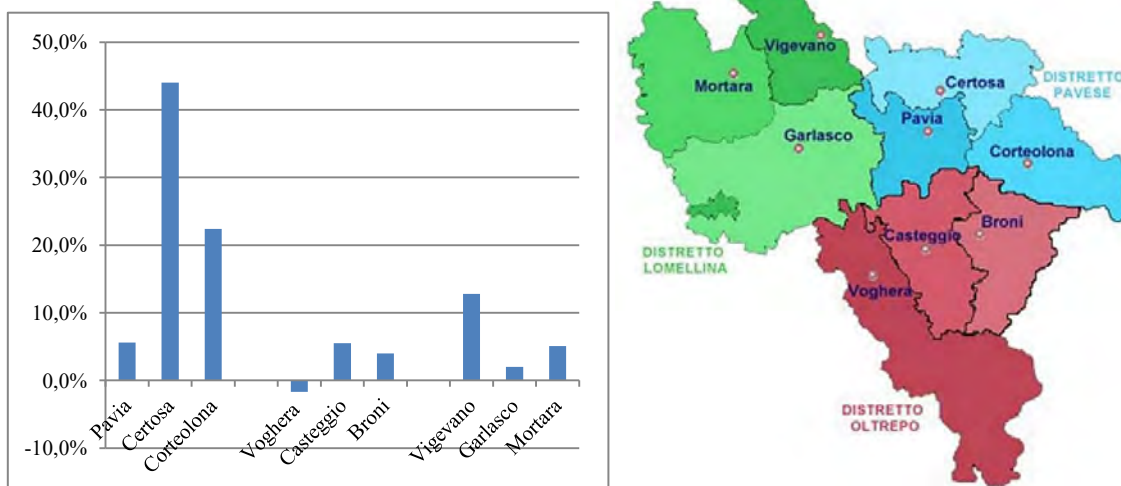 50,0%
40,0%
30,0%
20,0%
10,0%
0,0%
-10,0%
Pavia
Certosa
Corteolona
Voghera
Casteggio
Broni
Vigevano
Garlasco
Mortara
Vigevano
Mortara
Certosa
DISTRETTO
PAVESE
Pavia
Garlasco
Corteolona
Broni
Casteggio
DISTRETTO
LOMELLINA
Voghera
DISTRETTO
OLTREPO